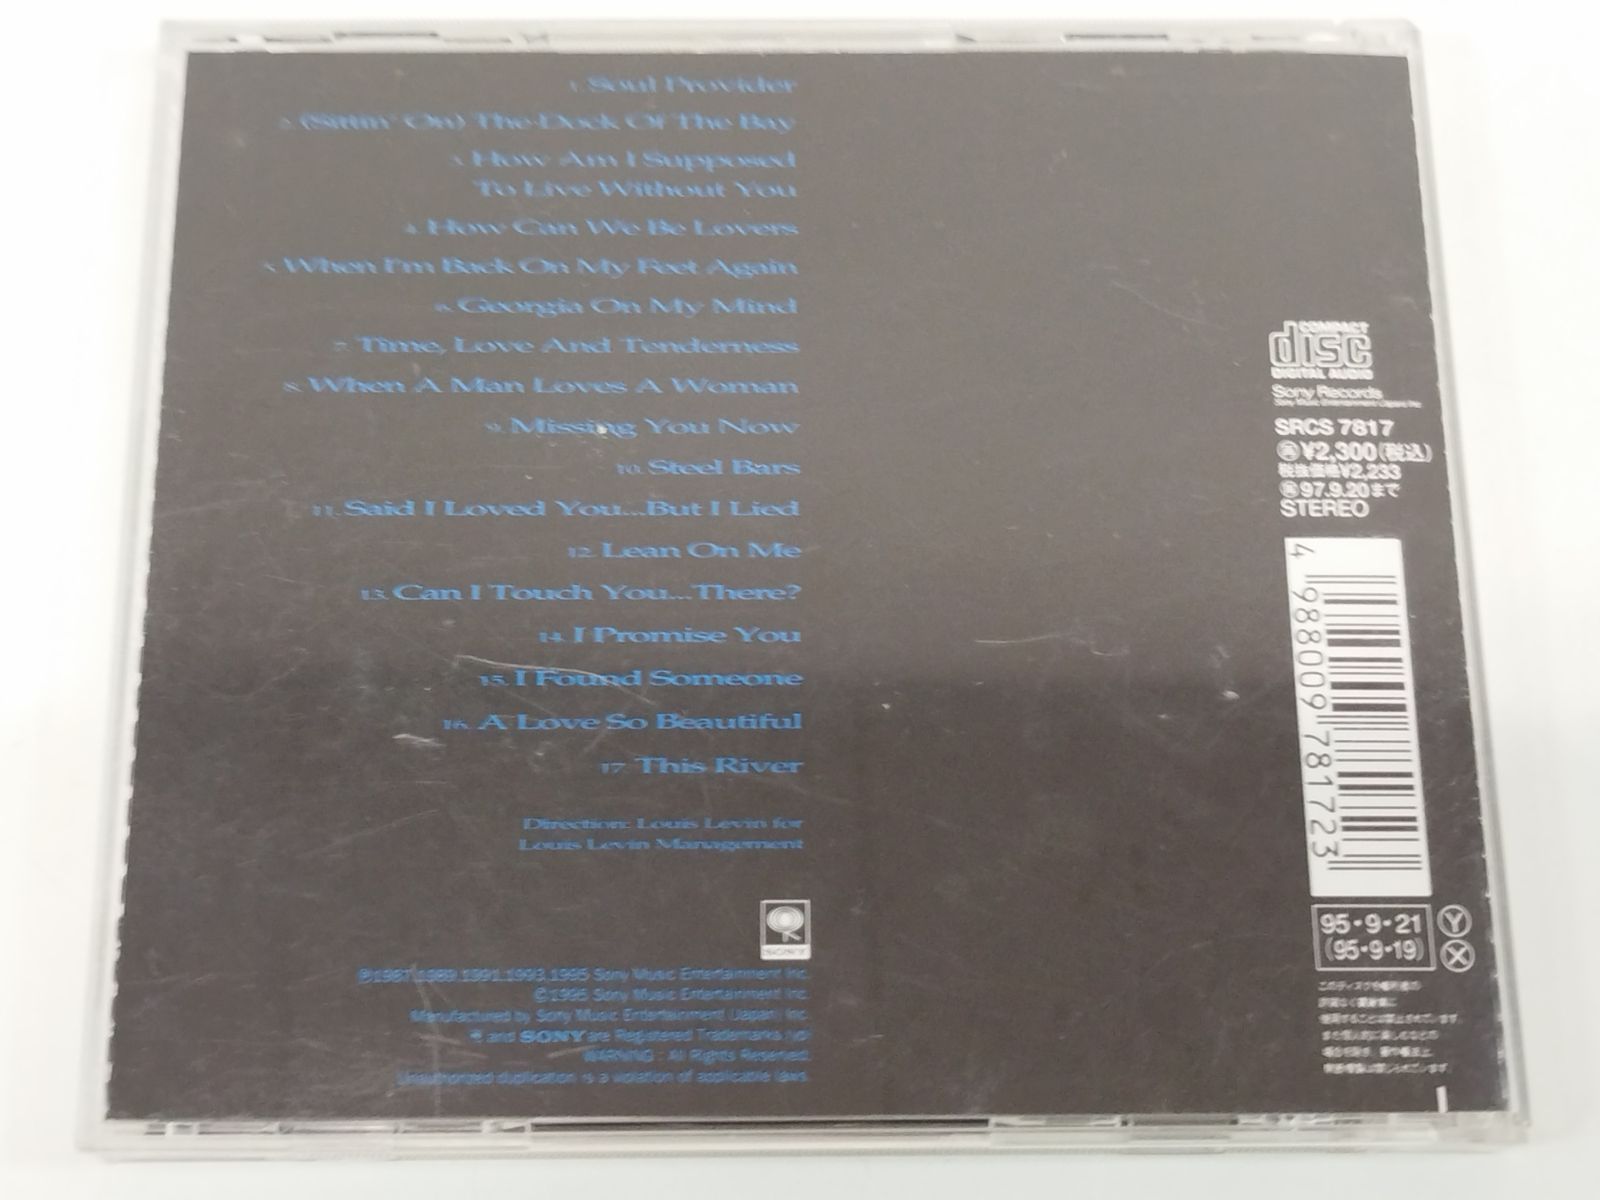 1. Soul Provider
2. (Sittin' On) The Dock Of The Bay
3. How Am I Supposed
To Live Without You
4. How Can We Be Lovers
5. When I'm Back On My Feet Again
6. Georgia On My Mind
7. Time, Love And Tenderness
8. When A Man Loves A Woman
9. Missing You Now
10. Steel Bars
11. Said I Loved You...But I Lied
12. Lean On Me
13. Can I Touch You...There?
14. I Promise You
15. I Found Someone
16. A Love So Beautiful
17. This River
Direction: Louis Levin for
Louis Levin Management
SONY
℗1987.1989.1991.1993.1995 Sony Music Entertainment Inc.
©1995 Sony Music Entertainment Inc.
Manufactured by Sony Music Entertainment (Japan) Inc.
and SONY are Registered Trademarks.
WARNING : All Rights Reserved.
Unauthorized duplication is a violation of applicable laws.
COMPACT
disc
DIGITAL AUDIO
Sony Records
Sony Music Entertainment (Japan) Inc.
SRCS 7817
¥2,300(税込)
税抜価格¥2,233
97.9.20まで
STEREO
4 988009 781723
95・9・21 Y
(95・9・19) X